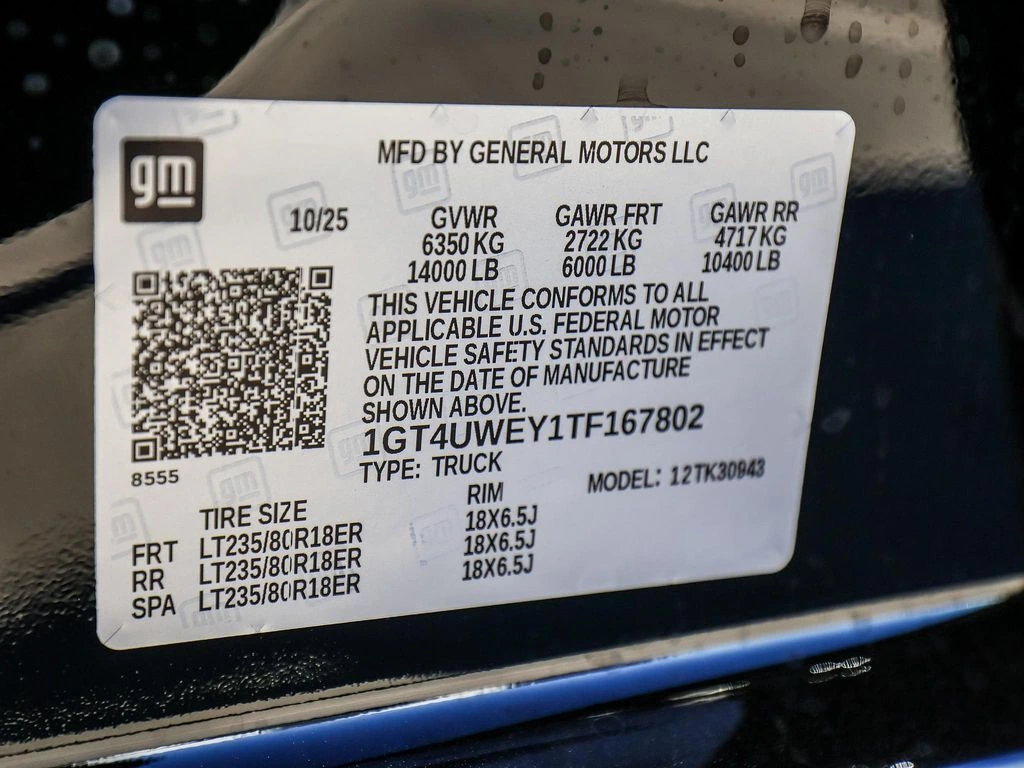 gm
MFD BY GENERAL MOTORS LLC
10/25 GVWR GAWR FRT GAWR RR
6350 KG 2722 KG 4717 KG
14000 LB 6000 LB 10400 LB
THIS VEHICLE CONFORMS TO ALL
APPLICABLE U.S. FEDERAL MOTOR
VEHICLE SAFETY STANDARDS IN EFFECT
ON THE DATE OF MANUFACTURE
SHOWN ABOVE.
1GT4UWEY1TF167802
8555
TYPE: TRUCK MODEL: 12TK30943
TIRE SIZE RIM
FRT LT235/80R18ER 18X6.5J
RR LT235/80R18ER 18X6.5J
SPA LT235/80R18ER 18X6.5J